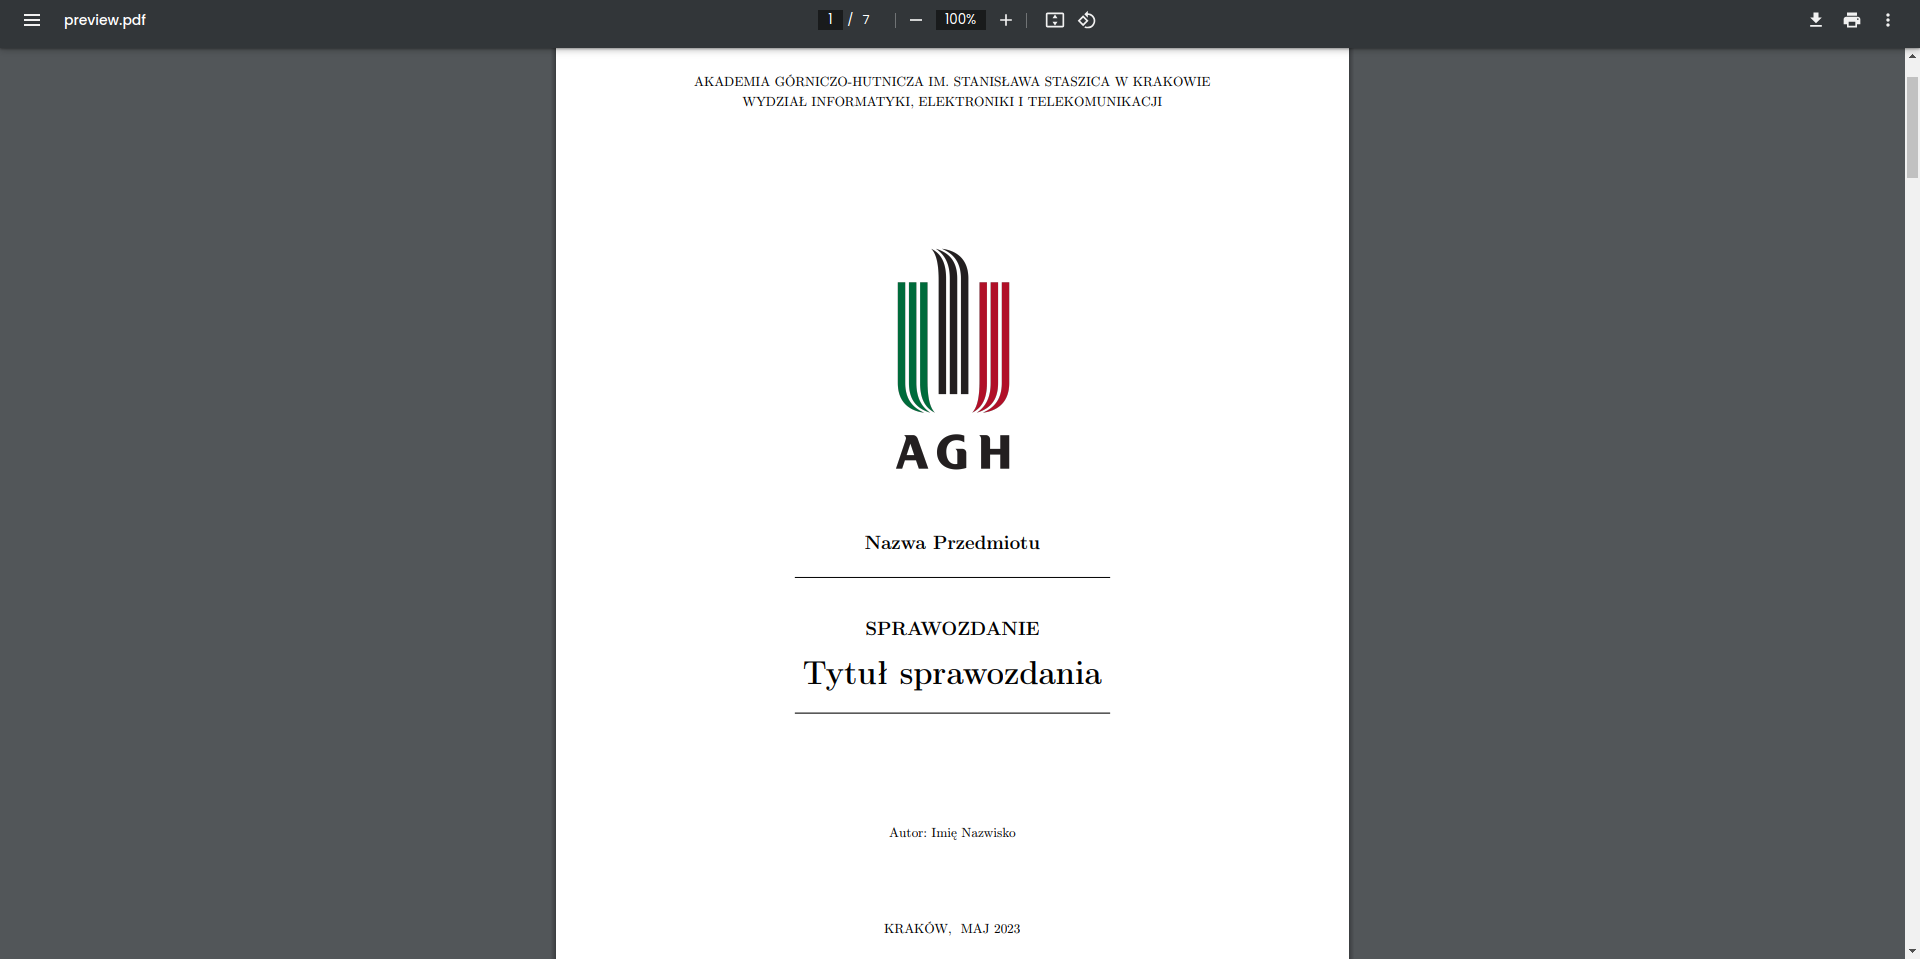 preview.pdf
1 / 7
100%
AKADEMIA GÓRNICZO-HUTNICZA IM. STANISŁAWA STASZICA W KRAKOWIE
WYDZIAŁ INFORMATYKI, ELEKTRONIKI I TELEKOMUNIKACJI
AGH
Nazwa Przedmiotu
SPRAWOZDANIE
Tytuł sprawozdania
Autor: Imię Nazwisko
KRAKÓW, MAJ 2023